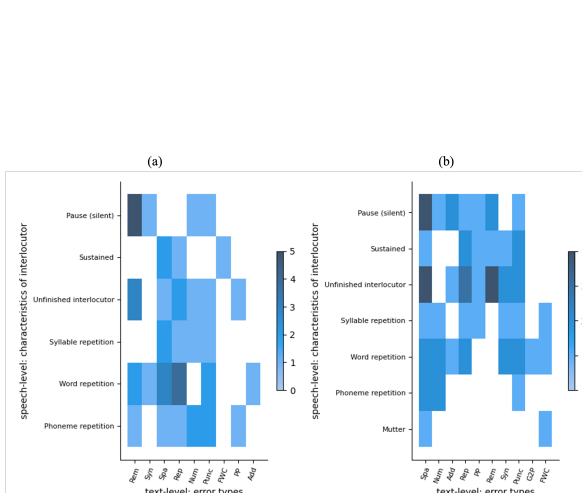 (a)
(b)
speech-level: characteristics of interlocutor
Pause (silent)
Sustained
Unfinished interlocutor
Syllable repetition
Word repetition
Phoneme repetition
Rem
Syn
Spa
Rep
Num
Punc
FWC
PP
Add
text-level: error types
5
4
3
2
1
0
speech-level: characteristics of interlocutor
Pause (silent)
Sustained
Unfinished interlocutor
Syllable repetition
Word repetition
Phoneme repetition
Mutter
Spa
Num
Add
Rep
PP
Rem
Syn
Punc
G2P
FWC
text-level: error types